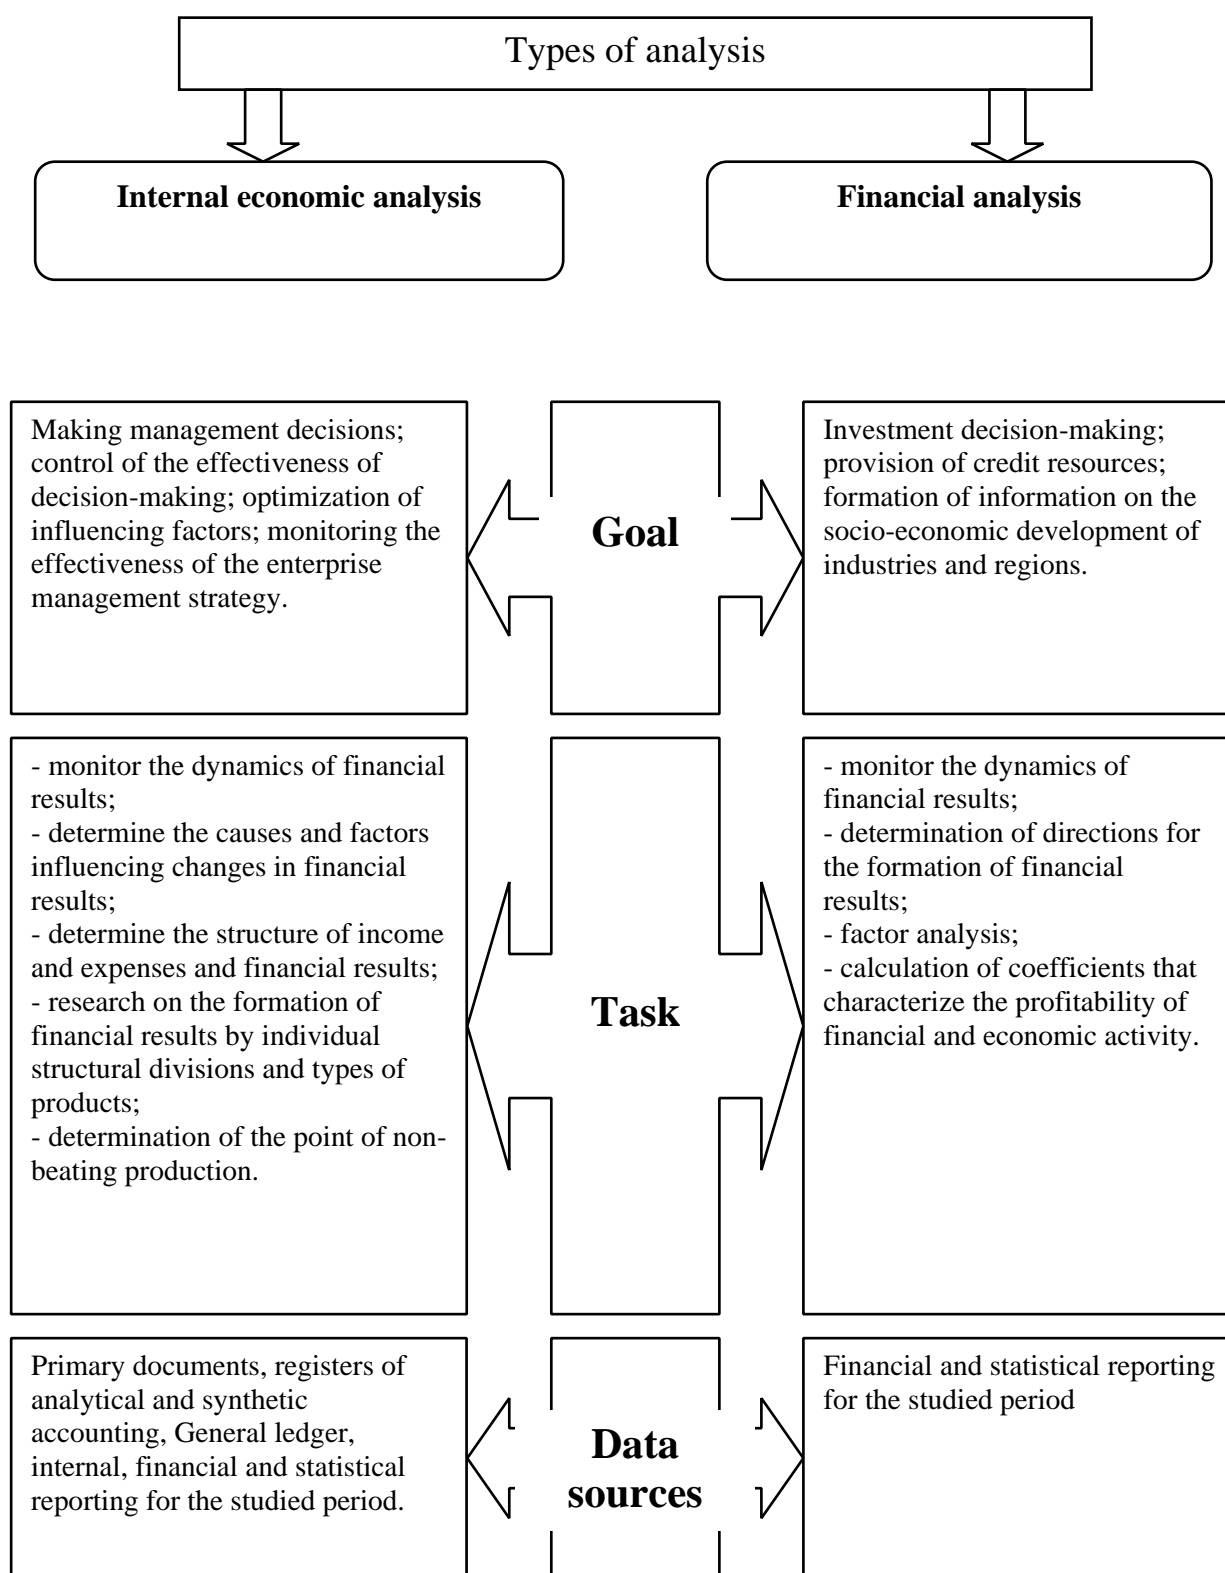 Types of analysis
Internal economic analysis
Financial analysis
Making management decisions;
control of the effectiveness of
decision-making; optimization of
influencing factors; monitoring the
effectiveness of the enterprise
management strategy.
Goal
Investment decision-making;
provision of credit resources;
formation of information on the
socio-economic development of
industries and regions.
- monitor the dynamics of financial
results;
- determine the causes and factors
influencing changes in financial
results;
- determine the structure of income
and expenses and financial results;
- research on the formation of
financial results by individual
structural divisions and types of
products;
- determination of the point of non-
beating production.
Task
- monitor the dynamics of
financial results;
- determination of directions for
the formation of financial
results;
- factor analysis;
- calculation of coefficients that
characterize the profitability of
financial and economic activity.
Primary documents, registers of
analytical and synthetic
accounting, General ledger,
internal, financial and statistical
reporting for the studied period.
Data
sources
Financial and statistical reporting
for the studied period